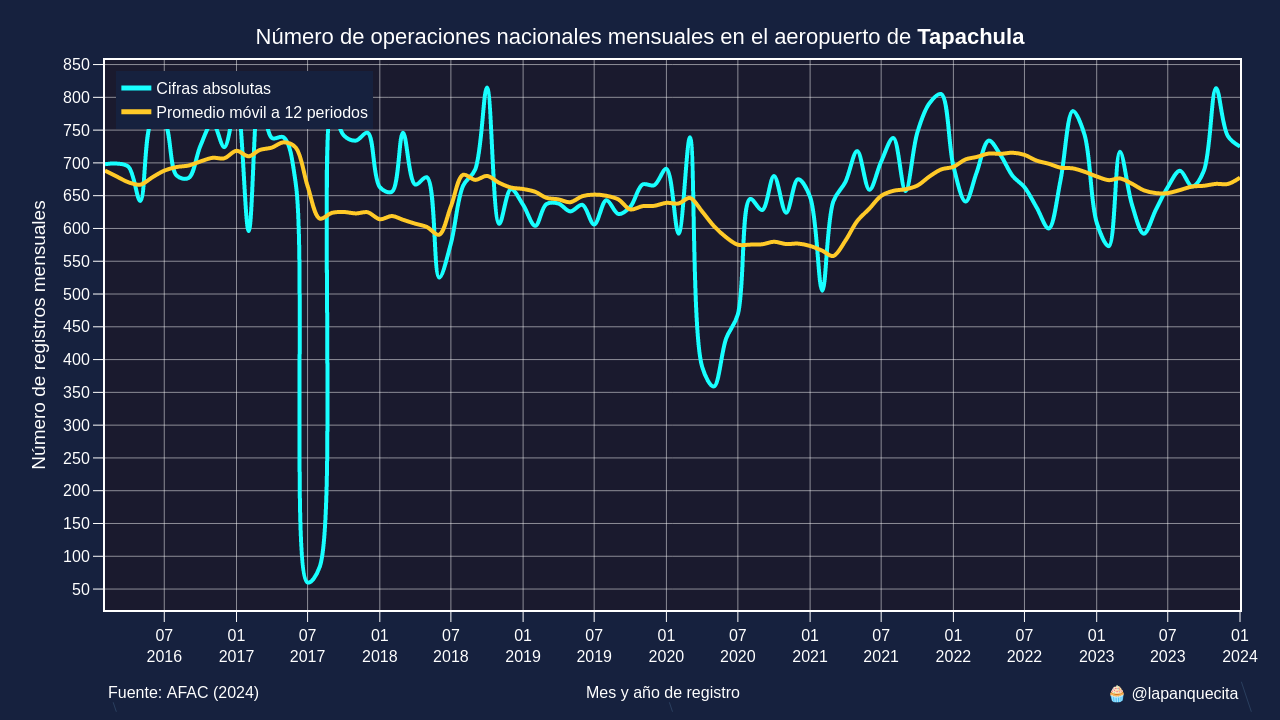 Número de operaciones nacionales mensuales en el aeropuerto de Tapachula
Cifras absolutas
Promedio móvil a 12 periodos
Número de registros mensuales
850
800
750
700
650
600
550
500
450
400
350
300
250
200
150
100
50
07 01 07 01 07 01 07 01 07 01 07 01 07 01 07 01
2016 2017 2017 2018 2018 2019 2019 2020 2020 2021 2021 2022 2022 2023 2023 2024
Fuente: AFAC (2024)
Mes y año de registro
🧁 @lapanquecita